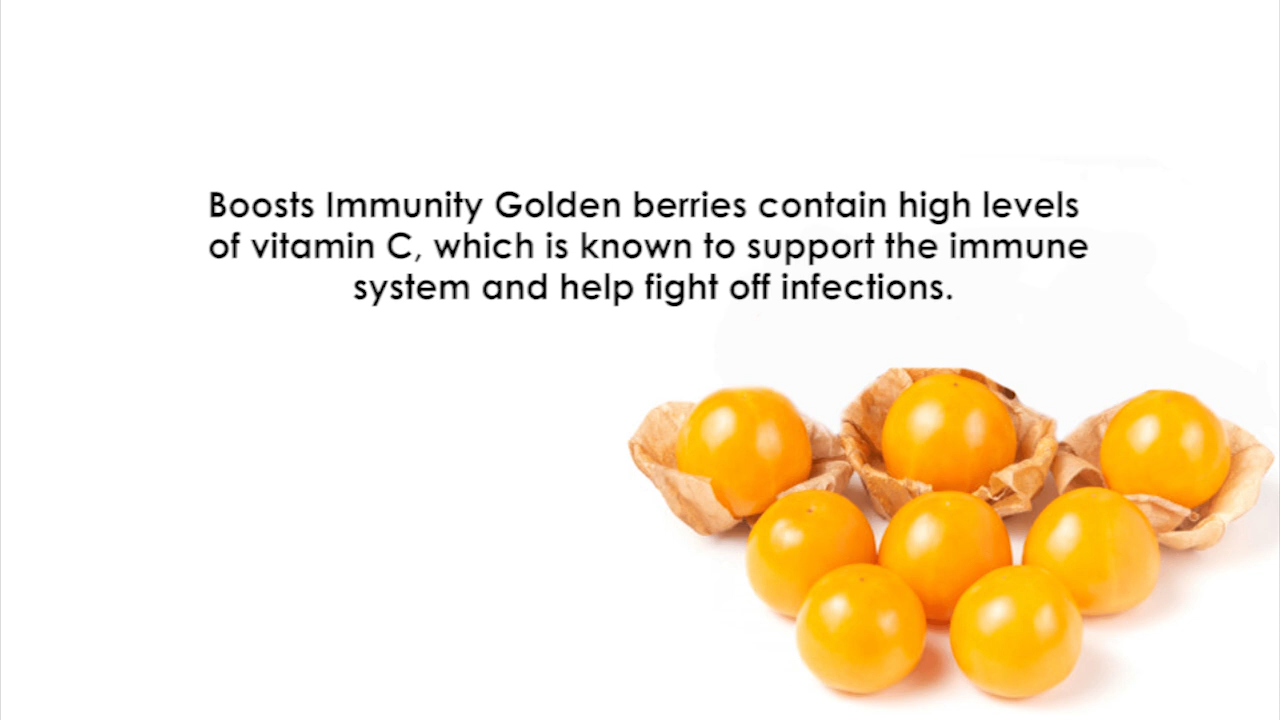 Boosts Immunity Golden berries contain high levels
of vitamin C, which is known to support the immune
system and help fight off infections.